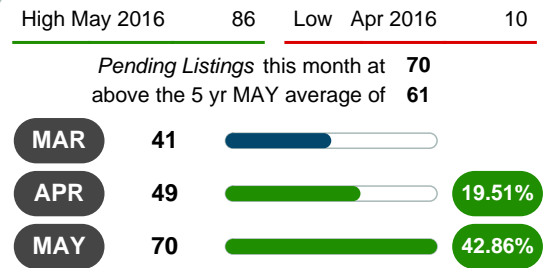 High May 2016 86 Low Apr 2016 10
Pending Listings this month at 70
above the 5 yr MAY average of 61
MAR 41
APR 49 19.51%
MAY 70 42.86%